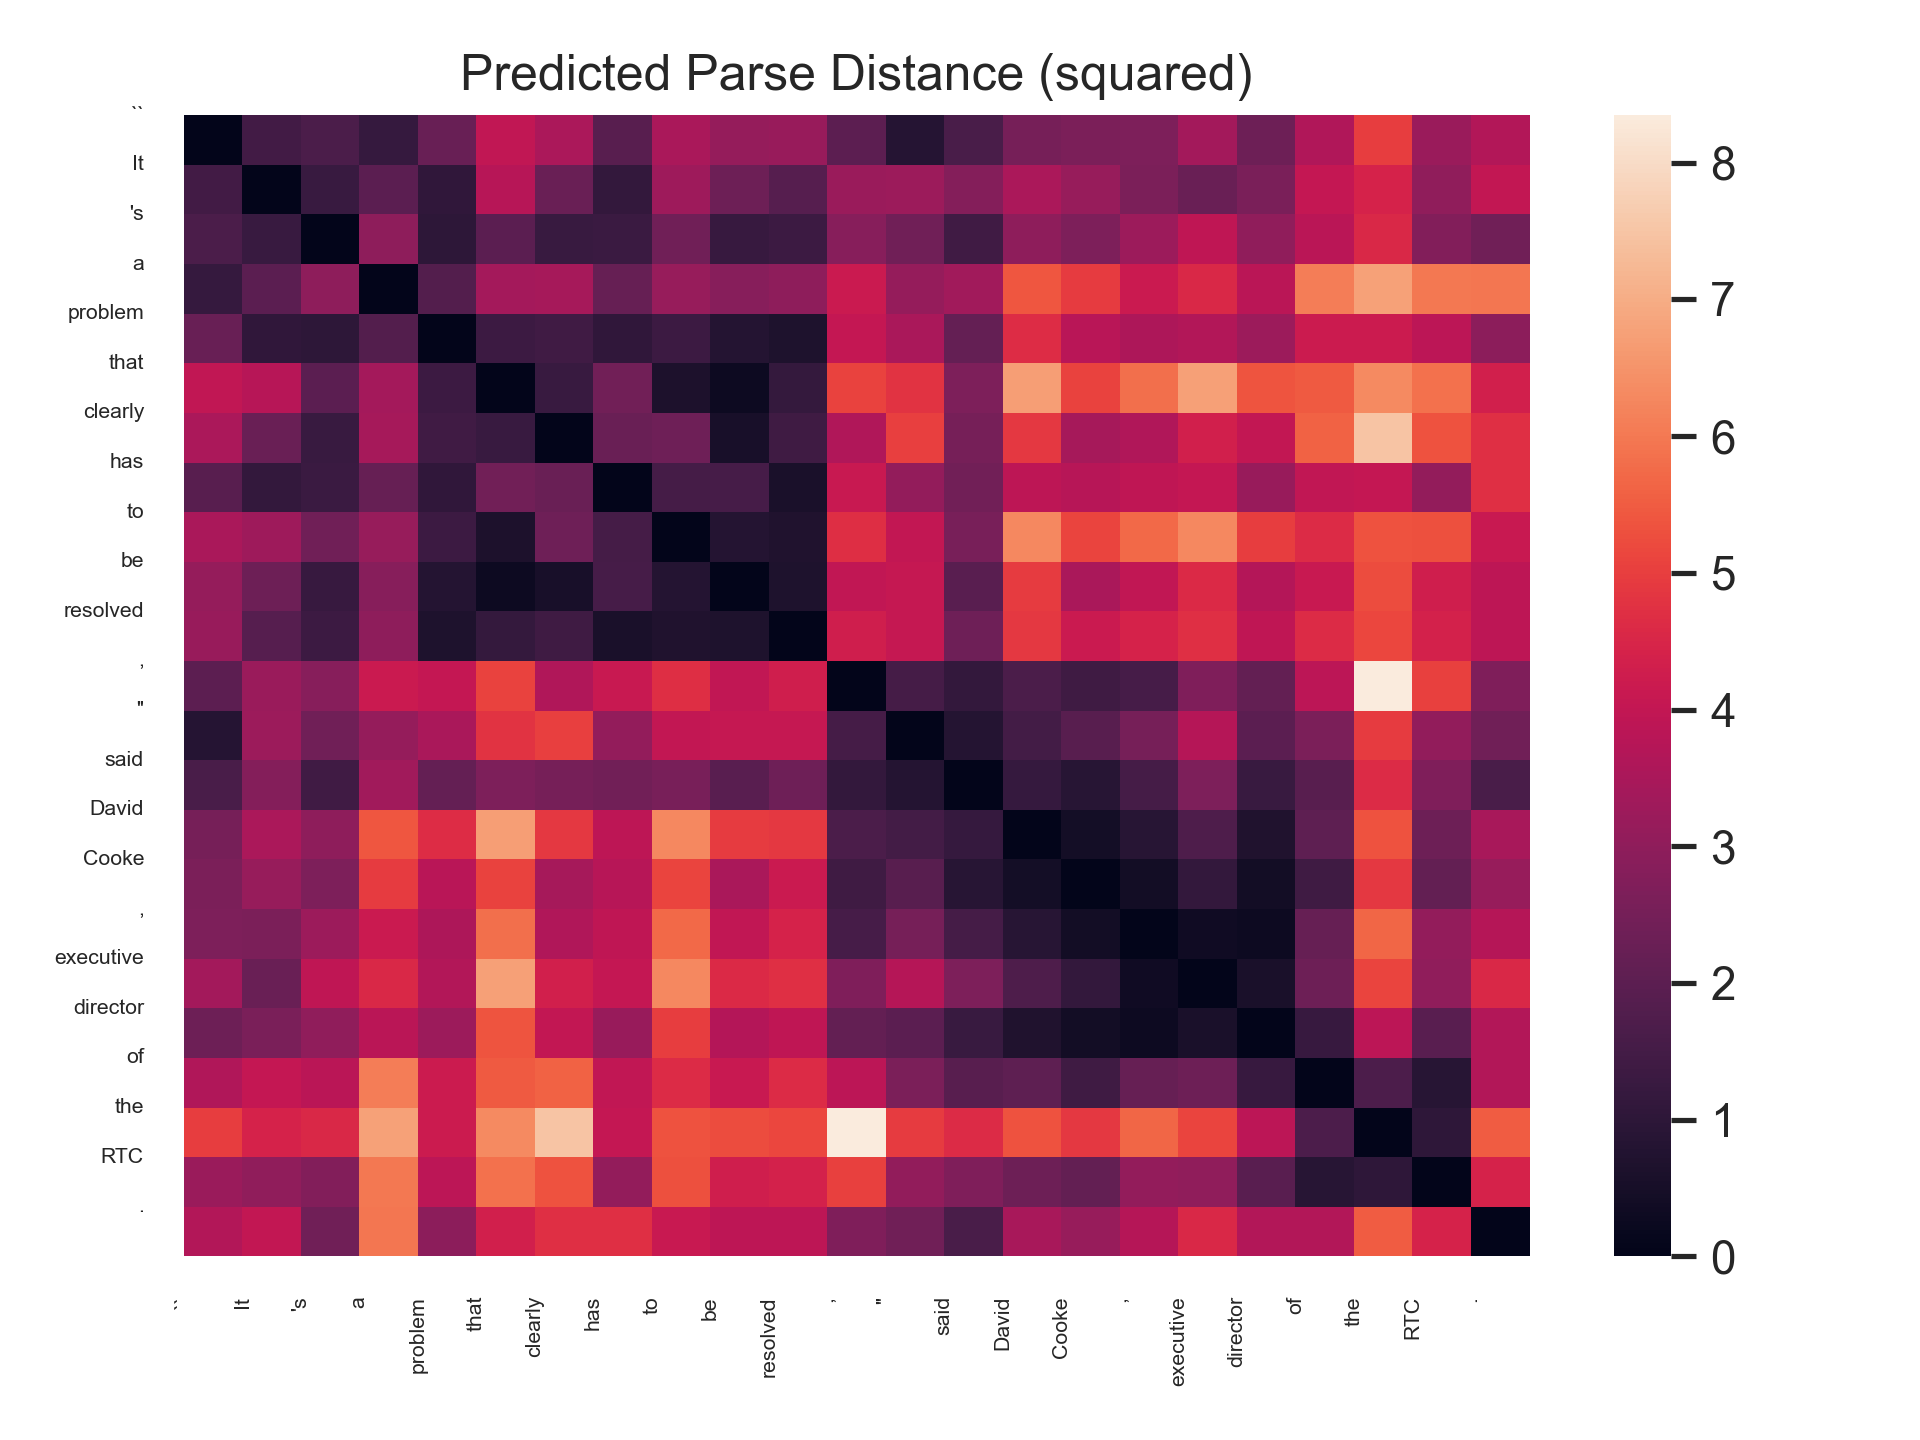 Predicted Parse Distance (squared)
``
It
's
a
problem
that
clearly
has
to
be
resolved
,
"
said
David
Cooke
,
executive
director
of
the
RTC
.
`` It 's a problem that clearly has to be resolved , " said David Cooke , executive director of the RTC .
8
7
6
5
4
3
2
1
0